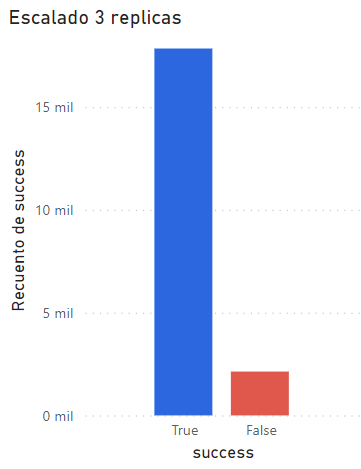 Escalado 3 replicas
Recuento de success
15 mil
10 mil
5 mil
0 mil
True
False
success